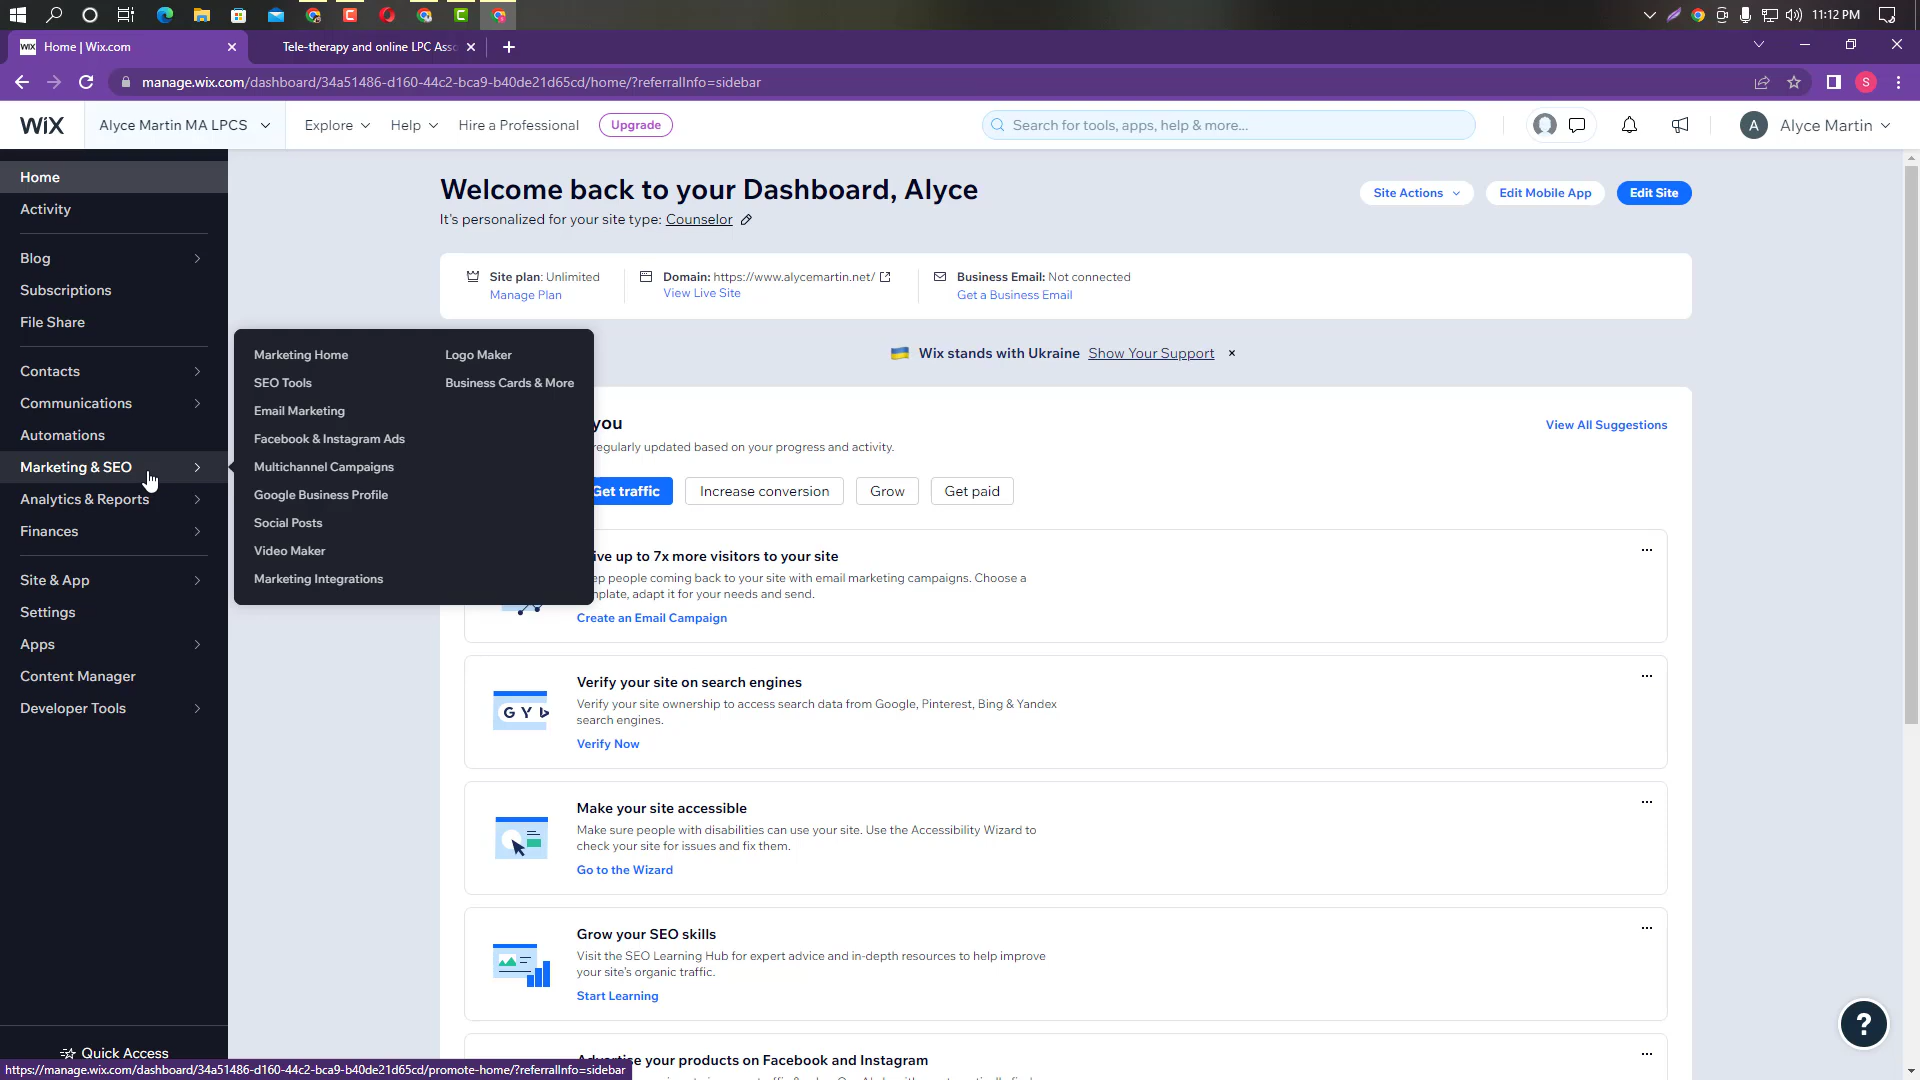 11:12 PM
WIX Home | Wix.com
Tele-therapy and online LPC Asso
manage.wix.com/dashboard/34a51486-d160-44c2-bca9-b40de21d65cd/home/?referralInfo=sidebar
S
WIX
Alyce Martin MA LPCS
Explore
Help
Hire a Professional
Upgrade
Search for tools, apps, help & more...
A
Alyce Martin
Home
Activity
Blog
Subscriptions
File Share
Contacts
Communications
Automations
Marketing & SEO
Analytics & Reports
Finances
Site & App
Settings
Apps
Content Manager
Developer Tools
Quick Access
Marketing Home
SEO Tools
Email Marketing
Facebook & Instagram Ads
Multichannel Campaigns
Google Business Profile
Social Posts
Video Maker
Marketing Integrations
Logo Maker
Business Cards & More
Welcome back to your Dashboard, Alyce
It's personalized for your site type: Counselor
Site Actions
Edit Mobile App
Edit Site
Site plan: Unlimited
Manage Plan
Domain: https://www.alycemartin.net/
View Live Site
Business Email: Not connected
Get a Business Email
Wix stands with Ukraine Show Your Support
you
regularly updated based on your progress and activity.
View All Suggestions
Get traffic
Increase conversion
Grow
Get paid
ive up to 7x more visitors to your site
ep people coming back to your site with email marketing campaigns. Choose a
mplate, adapt it for your needs and send.
Create an Email Campaign
G Y b
Verify your site on search engines
Verify your site ownership to access search data from Google, Pinterest, Bing & Yandex
search engines.
Verify Now
Make your site accessible
Make sure people with disabilities can use your site. Use the Accessibility Wizard to
check your site for issues and fix them.
Go to the Wizard
Grow your SEO skills
Visit the SEO Learning Hub for expert advice and in-depth resources to help improve
your site's organic traffic.
Start Learning
Advertise your products on Facebook and Instagram
?
https://manage.wix.com/dashboard/34a51486-d160-44c2-bca9-b40de21d65cd/promote-home/?referralInfo=sidebar